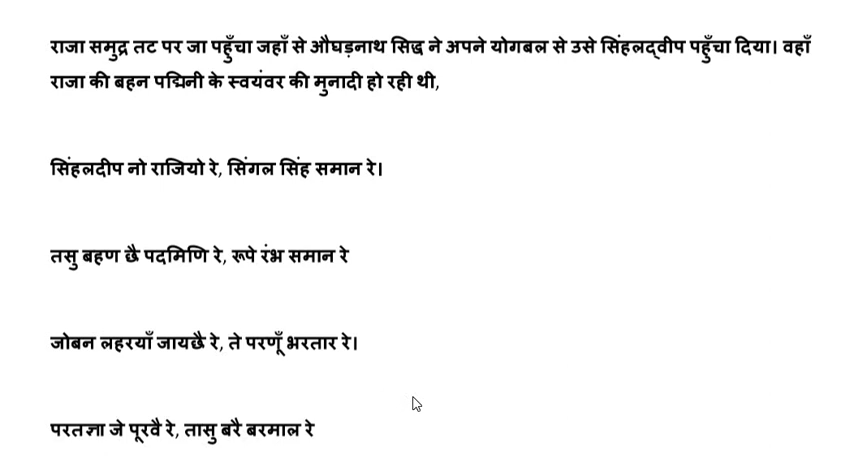 राजा समुद्र तट पर जा पहुँचा जहाँ से औघड़नाथ सिद्ध ने अपने योगबल से उसे सिंहलद्वीप पहुँचा दिया। वहाँ
राजा की बहन पद्मिनी के स्वयंवर की मुनादी हो रही थी,
सिंहलदीप नो राजियो रे, सिंगल सिंह समान रे।
तसु बहण छै पदमिणि रे, रूपे रंभ समान रे
जोबन लहरयाँ जायछै रे, ते परणूँ भरतार रे।
परतज्ञा जे पूरवै रे, तासु बरै बरमाल रे